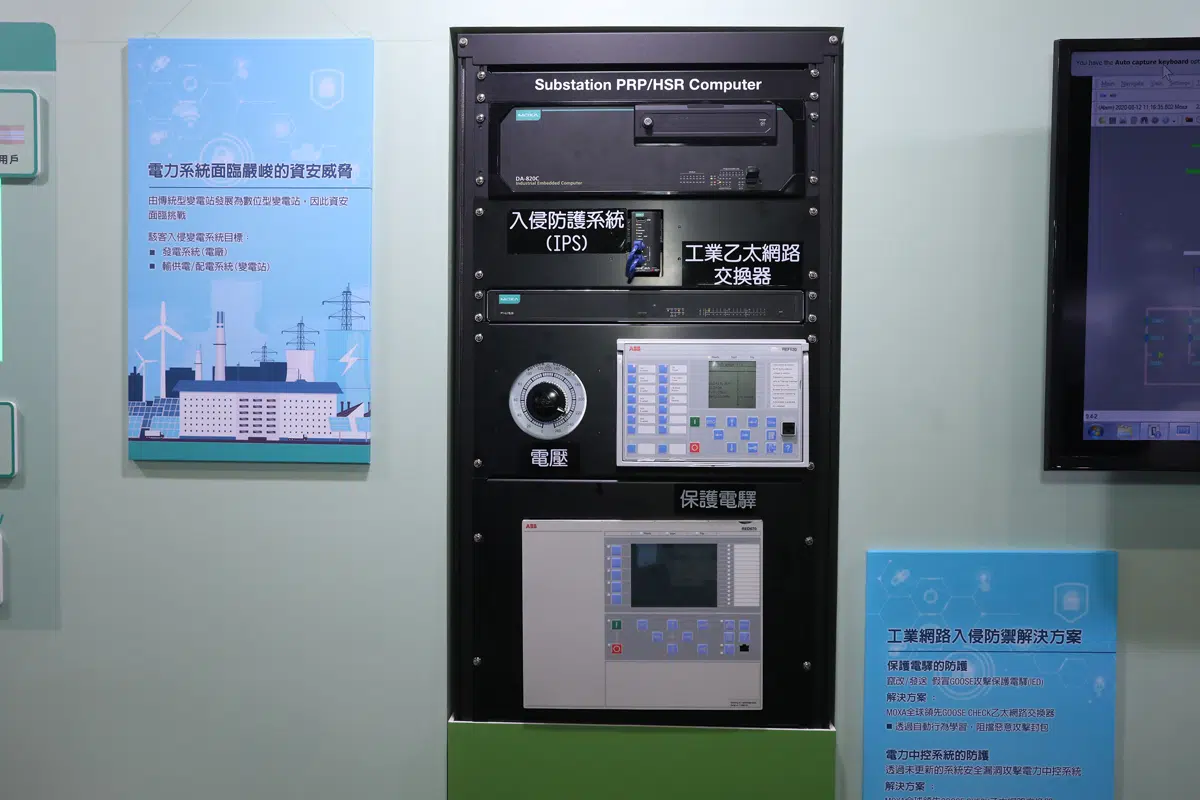 用戶
電力系統面臨嚴峻的資安威脅
由傳統型變電站發展為數位型變電站，因此資安
面臨挑戰
駭客入侵變電系統目標：
■ 發電系統(電廠)
■ 輸供電/配電系統(變電站)
Substation PRP/HSR Computer
MOXA
DA-820C
Industrial Embedded Computer
入侵防護系統
(IPS)
工業乙太網路
交換器
MOXA
ABB
電壓
保護電驛
ABB
You have the Auto capture keyboard
工業網路入侵防禦解決方案
保護電驛的防護
竄改/發送 假冒GOOSE攻擊保護電驛(IED)
解決方案：
MOXA全球領先GOOSE CHECK乙太網路交換器
■ 透過自動行為學習，阻擋惡意攻擊封包
電力中控系統的防護
透過未更新的系統安全漏洞攻擊電力中控系統
解決方案：